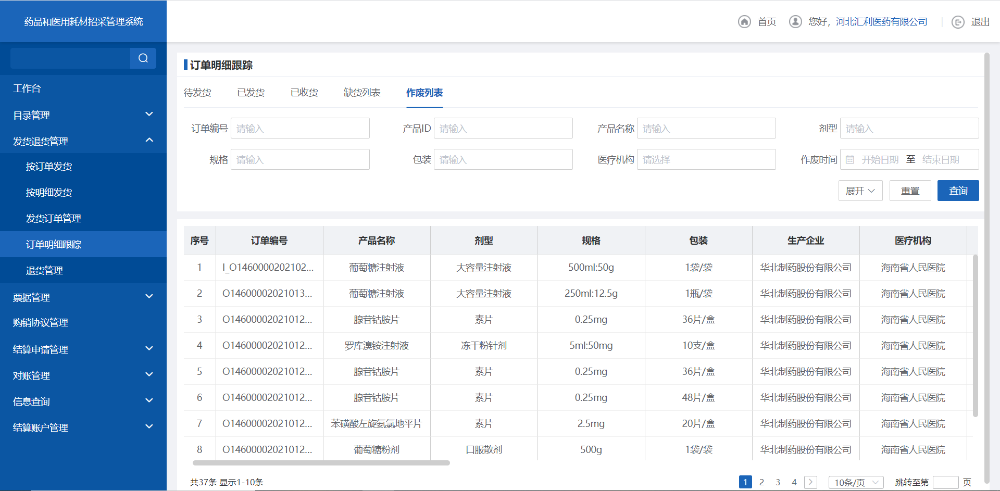 药品和医用耗材招采管理系统
首页 您好，河北汇利医药有限公司 退出
工作台
目录管理
发货退货管理
按订单发货
按明细发货
发货订单管理
订单明细跟踪
退货管理
票据管理
购销协议管理
结算申请管理
对账管理
信息查询
结算账户管理
订单明细跟踪
待发货 已发货 已收货 缺货列表 作废列表
订单编号 请输入 产品ID 请输入 产品名称 请输入 剂型 请输入
规格 请输入 包装 请输入 医疗机构 请选择 作废时间 开始日期 至 结束日期
展开 重置 查询
序号 订单编号 产品名称 剂型 规格 包装 生产企业 医疗机构
1 I_O1460000202102... 葡萄糖注射液 大容量注射液 500ml:50g 1袋/袋 华北制药股份有限公司 海南省人民医院
2 O14600002021013... 葡萄糖注射液 大容量注射液 250ml:12.5g 1瓶/袋 华北制药股份有限公司 海南省人民医院
3 O14600002021012... 腺苷钴胺片 素片 0.25mg 36片/盒 华北制药股份有限公司 海南省人民医院
4 O14600002021012... 罗库溴铵注射液 冻干粉针剂 5ml:50mg 10支/盒 华北制药股份有限公司 海南省人民医院
5 O14600002021012... 腺苷钴胺片 素片 0.25mg 36片/盒 华北制药股份有限公司 海南省人民医院
6 O14600002021012... 腺苷钴胺片 素片 0.25mg 48片/盒 华北制药股份有限公司 海南省人民医院
7 O14600002021012... 苯磺酸左旋氨氯地平片 素片 2.5mg 20片/盒 华北制药股份有限公司 海南省人民医院
8 O14600002021012... 葡萄糖粉剂 口服散剂 500g 1袋/袋 华北制药股份有限公司 海南省人民医院
共37条 显示1-10条 1 2 3 4 10条/页 跳转至第 页